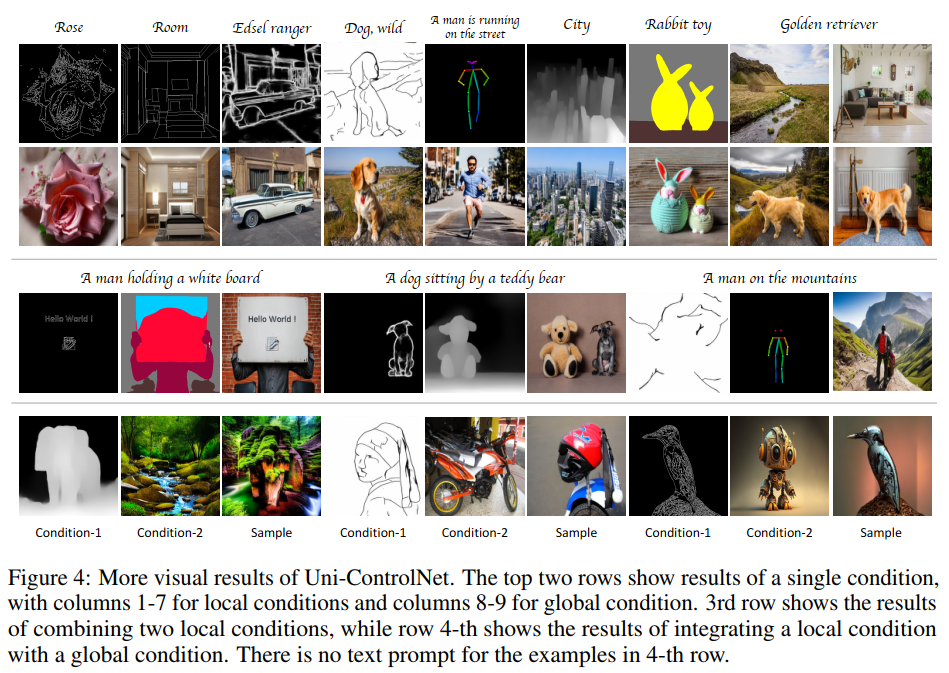 Rose
Room
Edsel ranger
Dog, wild
A man is running
on the street
City
Rabbit toy
Golden retriever
A man holding a white board
A dog sitting by a teddy bear
A man on the mountains
Hello World !
Hello World !
Condition-1
Condition-2
Sample
Condition-1
Condition-2
Sample
Condition-1
Condition-2
Sample
Figure 4: More visual results of Uni-ControlNet. The top two rows show results of a single condition,
with columns 1-7 for local conditions and columns 8-9 for global condition. 3rd row shows the results
of combining two local conditions, while row 4-th shows the results of integrating a local condition
with a global condition. There is no text prompt for the examples in 4-th row.